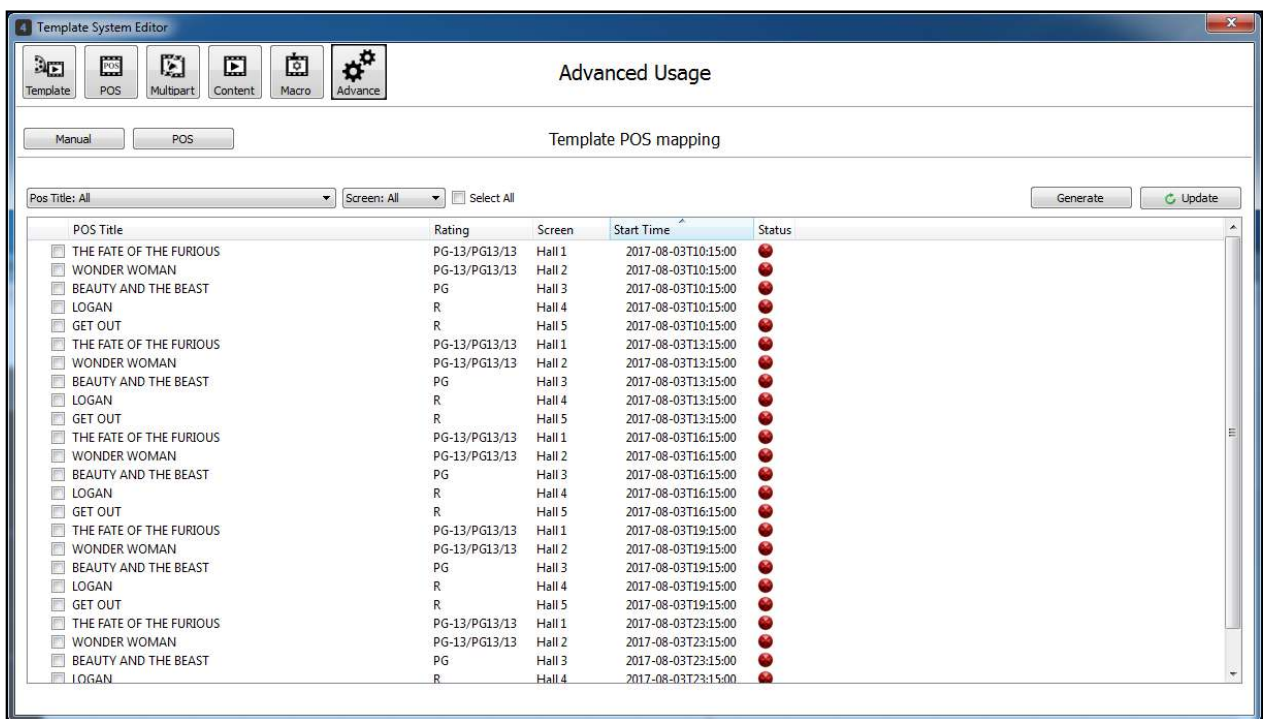 4 Template System Editor x
Template POS Multipart Content Macro Advance Advanced Usage
POS
Manual POS Template POS mapping
Pos Title: All Screen: All Select All Generate Update
POS Title Rating Screen Start Time Status
THE FATE OF THE FURIOUS PG-13/PG13/13 Hall 1 2017-08-03T10:15:00
WONDER WOMAN PG-13/PG13/13 Hall 2 2017-08-03T10:15:00
BEAUTY AND THE BEAST PG Hall 3 2017-08-03T10:15:00
LOGAN R Hall 4 2017-08-03T10:15:00
GET OUT R Hall 5 2017-08-03T10:15:00
THE FATE OF THE FURIOUS PG-13/PG13/13 Hall 1 2017-08-03T13:15:00
WONDER WOMAN PG-13/PG13/13 Hall 2 2017-08-03T13:15:00
BEAUTY AND THE BEAST PG Hall 3 2017-08-03T13:15:00
LOGAN R Hall 4 2017-08-03T13:15:00
GET OUT R Hall 5 2017-08-03T13:15:00
THE FATE OF THE FURIOUS PG-13/PG13/13 Hall 1 2017-08-03T16:15:00
WONDER WOMAN PG-13/PG13/13 Hall 2 2017-08-03T16:15:00
BEAUTY AND THE BEAST PG Hall 3 2017-08-03T16:15:00
LOGAN R Hall 4 2017-08-03T16:15:00
GET OUT R Hall 5 2017-08-03T16:15:00
THE FATE OF THE FURIOUS PG-13/PG13/13 Hall 1 2017-08-03T19:15:00
WONDER WOMAN PG-13/PG13/13 Hall 2 2017-08-03T19:15:00
BEAUTY AND THE BEAST PG Hall 3 2017-08-03T19:15:00
LOGAN R Hall 4 2017-08-03T19:15:00
GET OUT R Hall 5 2017-08-03T19:15:00
THE FATE OF THE FURIOUS PG-13/PG13/13 Hall 1 2017-08-03T23:15:00
WONDER WOMAN PG-13/PG13/13 Hall 2 2017-08-03T23:15:00
BEAUTY AND THE BEAST PG Hall 3 2017-08-03T23:15:00
LOGAN R Hall 4 2017-08-03T23:15:00